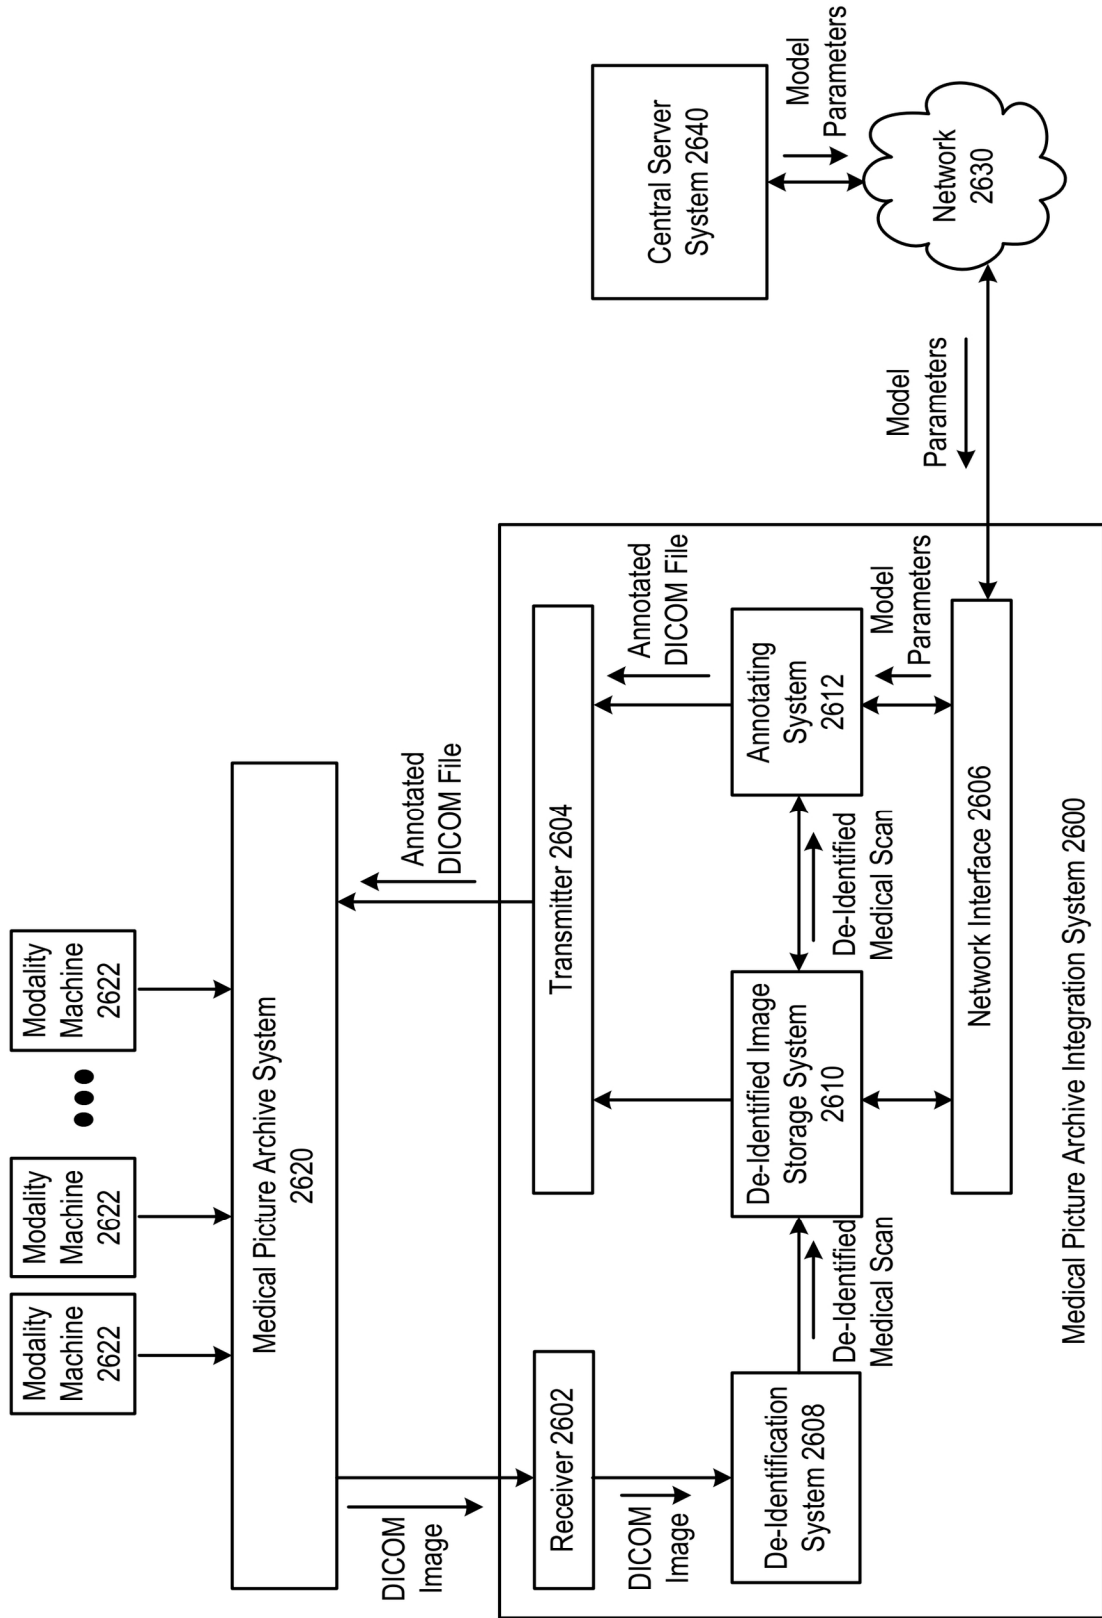 Modality
Machine
2622
Modality
Machine
2622
Modality
Machine
2622
Medical Picture Archive System
2620
DICOM
Image
Annotated
DICOM File
Receiver 2602
Transmitter 2604
DICOM
Image
Annotated
DICOM File
De-Identification
System 2608
De-Identified
Medical Scan
De-Identified Image
Storage System
2610
De-Identified
Medical Scan
Annotating
System
2612
Model
Parameters
Network Interface 2606
Medical Picture Archive Integration System 2600
Model
Parameters
Central Server
System 2640
Model
Parameters
Network
2630